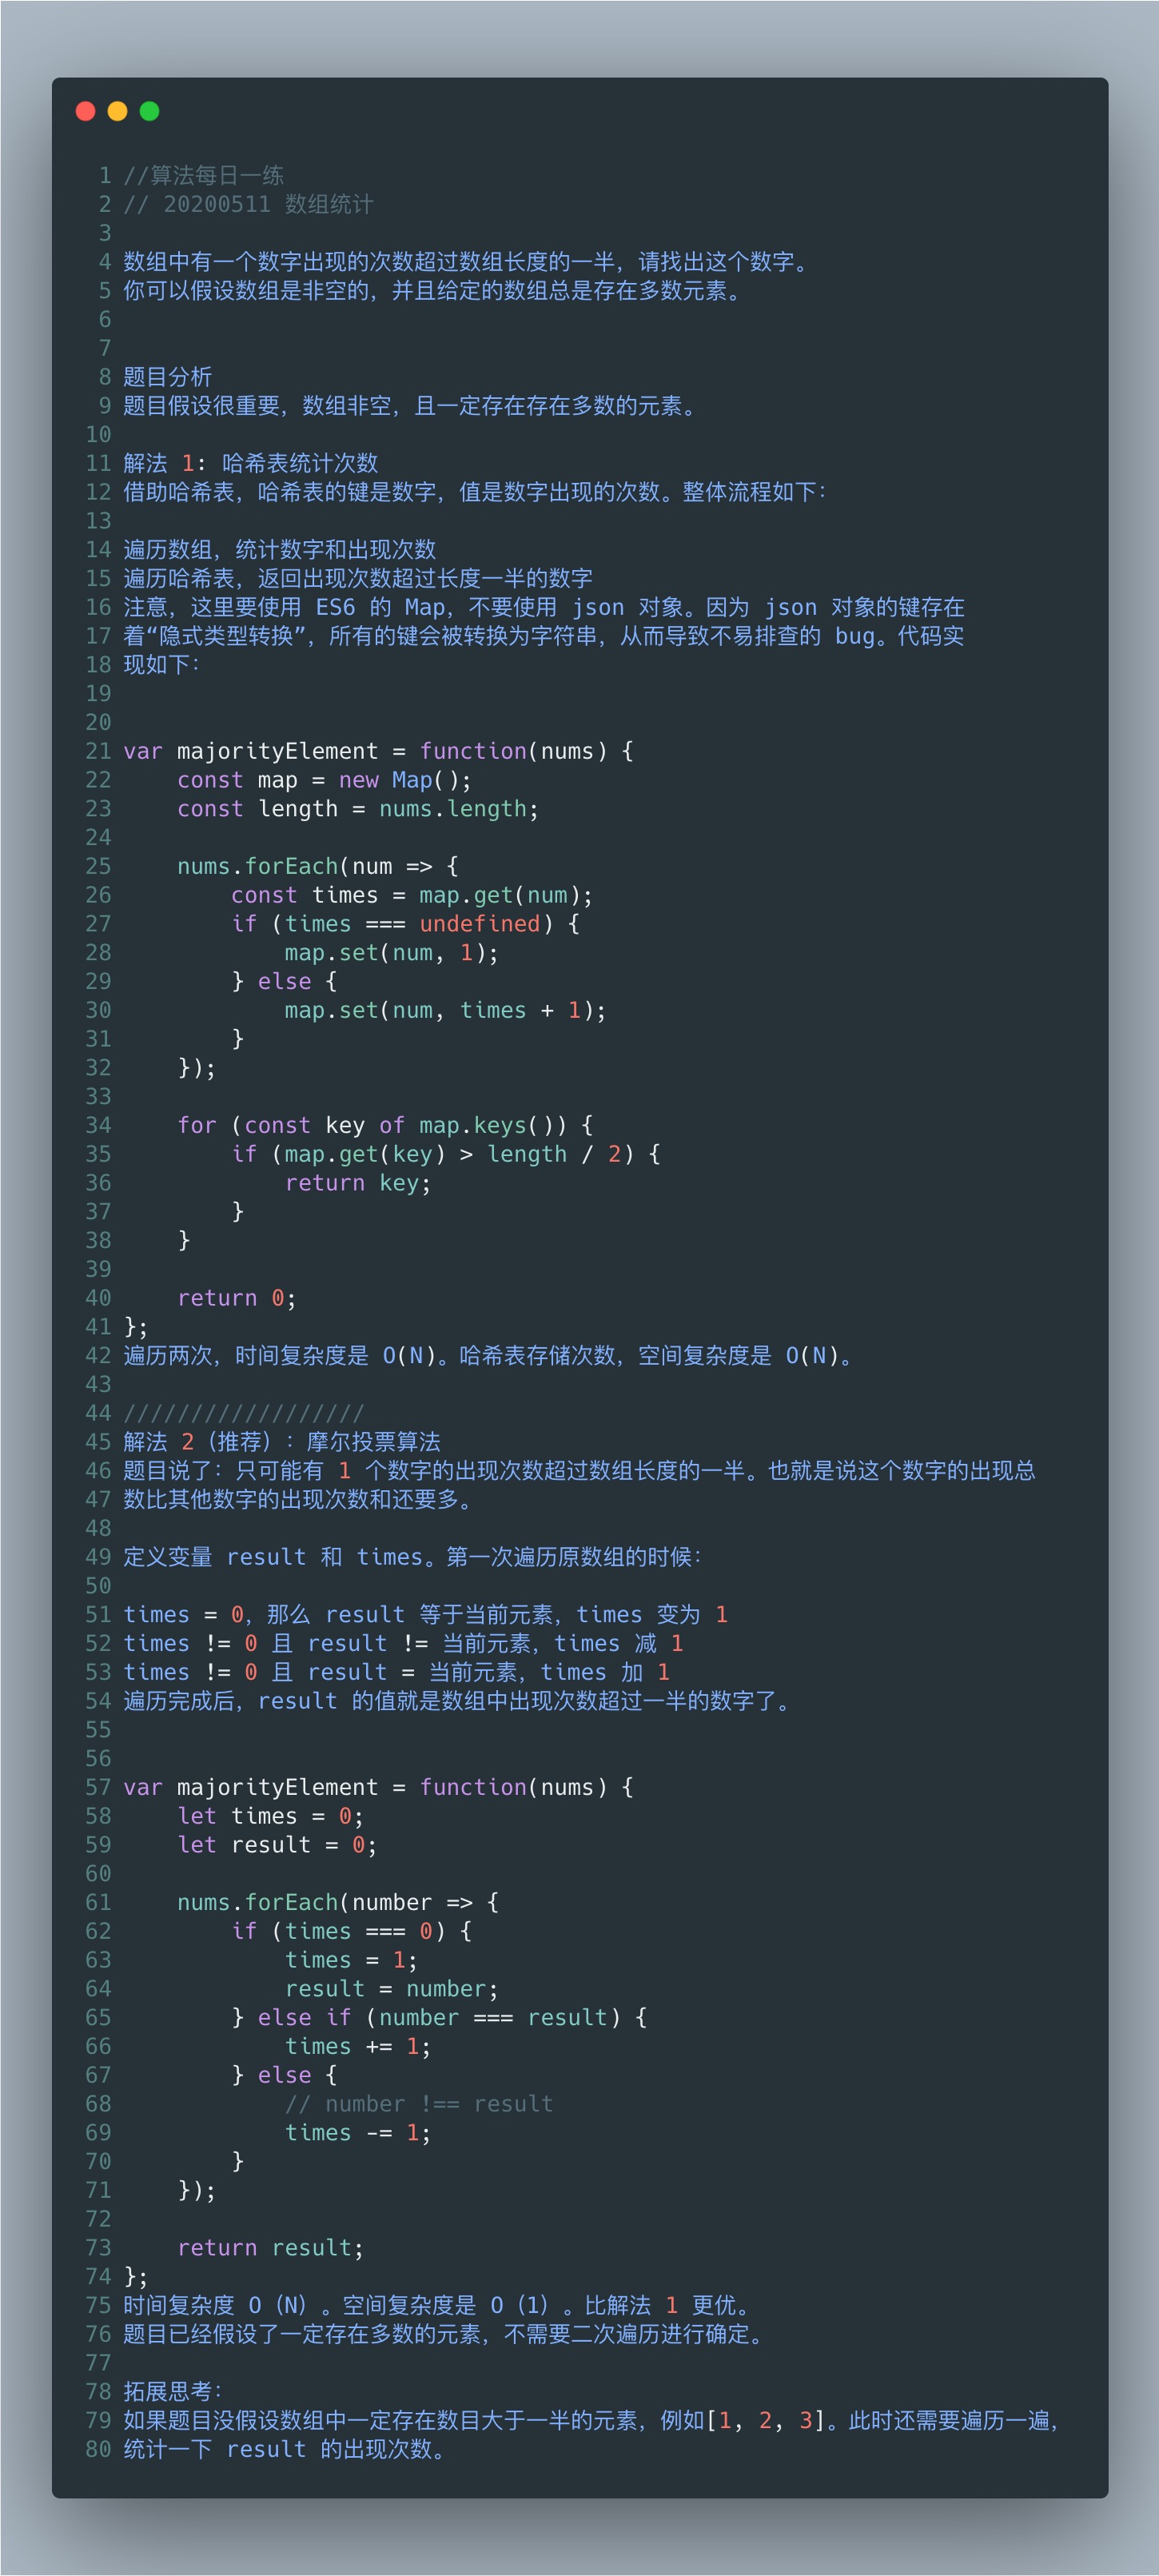 1 //算法每日一练
2 // 20200511 数组统计
3
4 数组中有一个数字出现的次数超过数组长度的一半，请找出这个数字。
5 你可以假设数组是非空的，并且给定的数组总是存在多数元素。
6
7
8 题目分析
9 题目假设很重要，数组非空，且一定存在存在多数的元素。
10
11 解法 1: 哈希表统计次数
12 借助哈希表，哈希表的键是数字，值是数字出现的次数。整体流程如下：
13
14 遍历数组，统计数字和出现次数
15 遍历哈希表，返回出现次数超过长度一半的数字
16 注意，这里要使用 ES6 的 Map，不要使用 json 对象。因为 json 对象的键存在
17 着“隐式类型转换”，所有的键会被转换为字符串，从而导致不易排查的 bug。代码实
18 现如下：
19
20
21 var majorityElement = function(nums) {
22     const map = new Map();
23     const length = nums.length;
24
25     nums.forEach(num => {
26         const times = map.get(num);
27         if (times === undefined) {
28             map.set(num, 1);
29         } else {
30             map.set(num, times + 1);
31         }
32     });
33
34     for (const key of map.keys()) {
35         if (map.get(key) > length / 2) {
36             return key;
37         }
38     }
39
40     return 0;
41 };
42 遍历两次，时间复杂度是 O(N)。哈希表存储次数，空间复杂度是 O(N)。
43
44 //////////////////
45 解法 2（推荐）：摩尔投票算法
46 题目说了：只可能有 1 个数字的出现次数超过数组长度的一半。也就是说这个数字的出现总
47 数比其他数字的出现次数和还要多。
48
49 定义变量 result 和 times。第一次遍历原数组的时候：
50
51 times = 0，那么 result 等于当前元素，times 变为 1
52 times != 0 且 result != 当前元素，times 减 1
53 times != 0 且 result = 当前元素，times 加 1
54 遍历完成后，result 的值就是数组中出现次数超过一半的数字了。
55
56
57 var majorityElement = function(nums) {
58     let times = 0;
59     let result = 0;
60
61     nums.forEach(number => {
62         if (times === 0) {
63             times = 1;
64             result = number;
65         } else if (number === result) {
66             times += 1;
67         } else {
68             // number !== result
69             times -= 1;
70         }
71     });
72
73     return result;
74 };
75 时间复杂度 O（N）。空间复杂度是 O（1）。比解法 1 更优。
76 题目已经假设了一定存在多数的元素，不需要二次遍历进行确定。
77
78 拓展思考：
79 如果题目没假设数组中一定存在数目大于一半的元素，例如[1, 2, 3]。此时还需要遍历一遍，
80 统计一下 result 的出现次数。